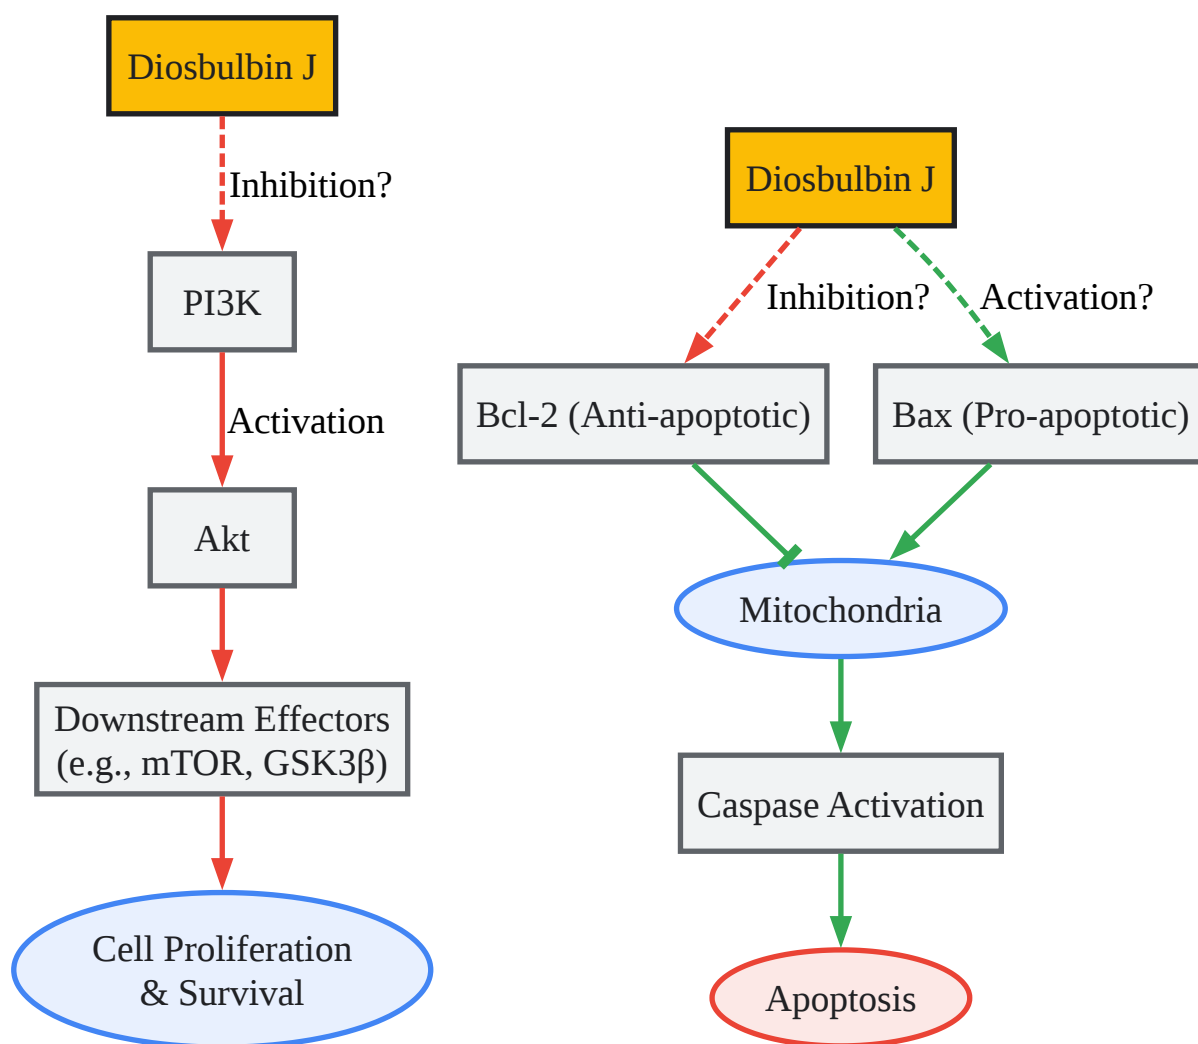 Diosbulbin J
Inhibition?
PI3K
Activation
Akt
Downstream Effectors
(e.g., mTOR, GSK3β)
Cell Proliferation
& Survival
Diosbulbin J
Inhibition?
Activation?
Bcl-2 (Anti-apoptotic)
Bax (Pro-apoptotic)
Mitochondria
Caspase Activation
Apoptosis